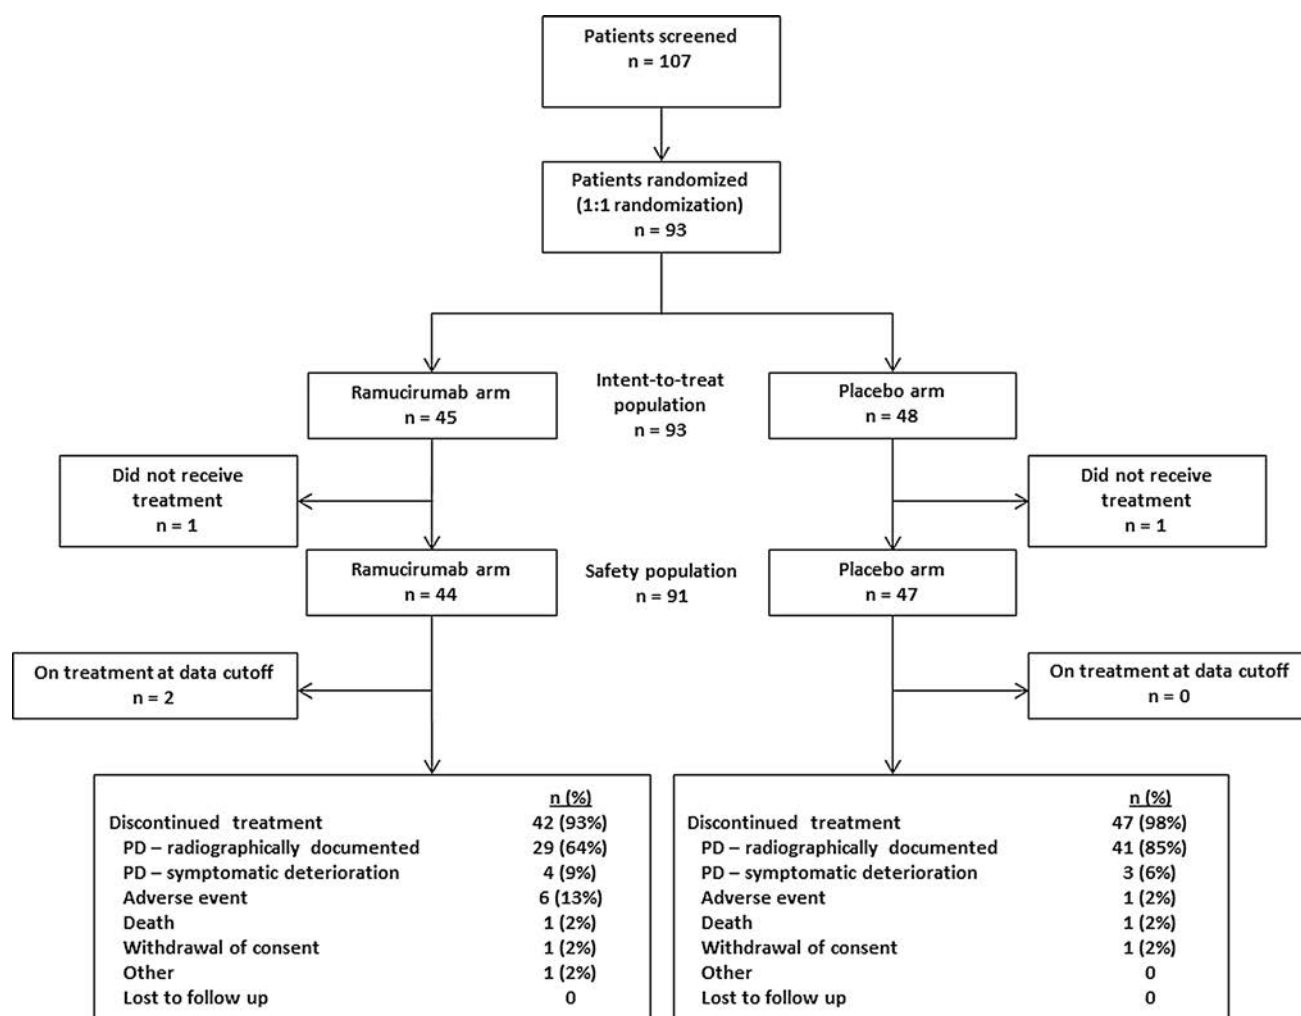 Patients screened
n = 107
Patients randomized
(1:1 randomization)
n = 93
Ramucirumab arm
n = 45
Intent-to-treat
population
n = 93
Placebo arm
n = 48
Did not receive
treatment
n = 1
Did not receive
treatment
n = 1
Ramucirumab arm
n = 44
Safety population
n = 91
Placebo arm
n = 47
On treatment at data cutoff
n = 2
On treatment at data cutoff
n = 0
n (%)
Discontinued treatment 42 (93%)
PD – radiographically documented 29 (64%)
PD – symptomatic deterioration 4 (9%)
Adverse event 6 (13%)
Death 1 (2%)
Withdrawal of consent 1 (2%)
Other 1 (2%)
Lost to follow up 0
n (%)
Discontinued treatment 47 (98%)
PD – radiographically documented 41 (85%)
PD – symptomatic deterioration 3 (6%)
Adverse event 1 (2%)
Death 1 (2%)
Withdrawal of consent 1 (2%)
Other 0
Lost to follow up 0